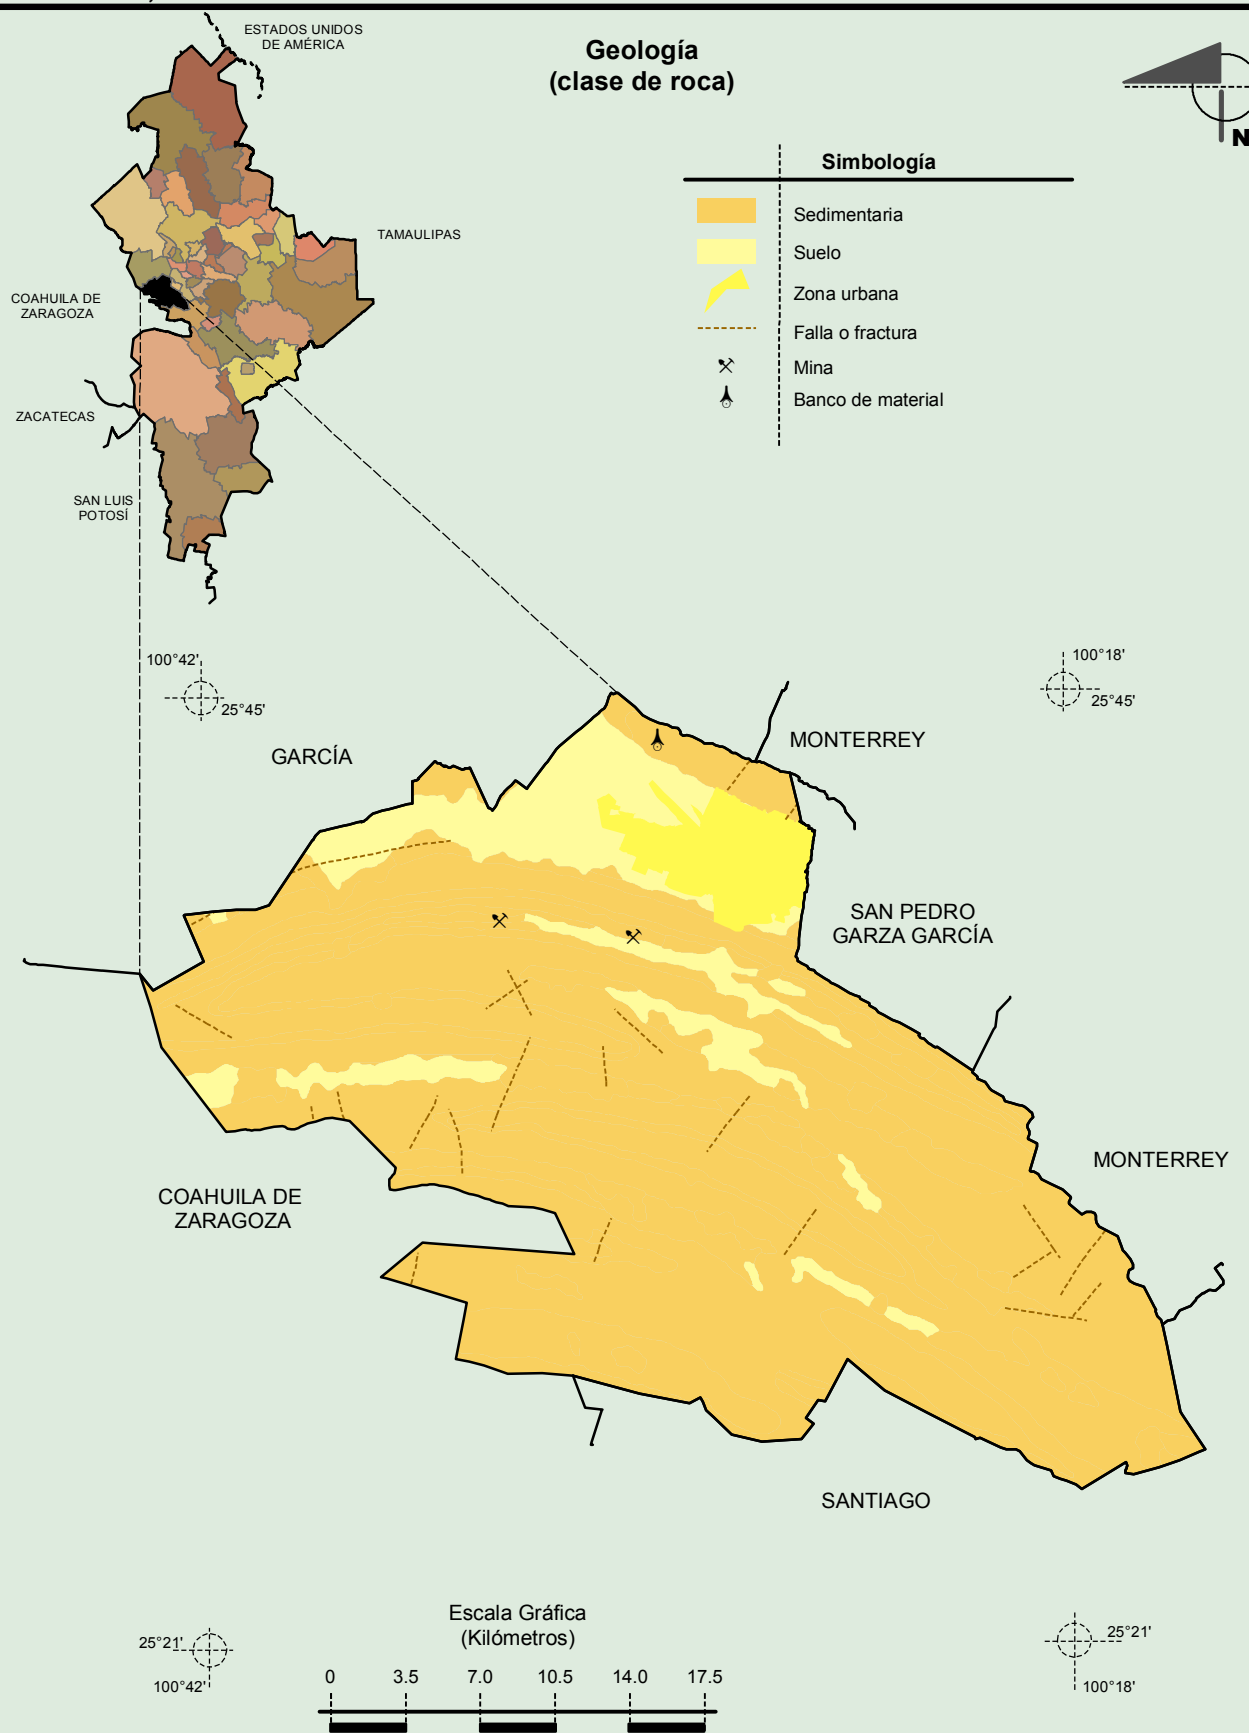 ESTADOS UNIDOS
DE AMÉRICA
Geología
(clase de roca)
N
Simbología
Sedimentaria
Suelo
Zona urbana
Falla o fractura
Mina
Banco de material
TAMAULIPAS
COAHUILA DE
ZARAGOZA
ZACATECAS
SAN LUIS
POTOSÍ
100°42'
25°45'
100°18'
25°45'
GARCÍA
MONTERREY
SAN PEDRO
GARZA GARCÍA
MONTERREY
COAHUILA DE
ZARAGOZA
SANTIAGO
Escala Gráfica
(Kilómetros)
25°21'
100°42'
25°21'
100°18'
0 3.5 7.0 10.5 14.0 17.5